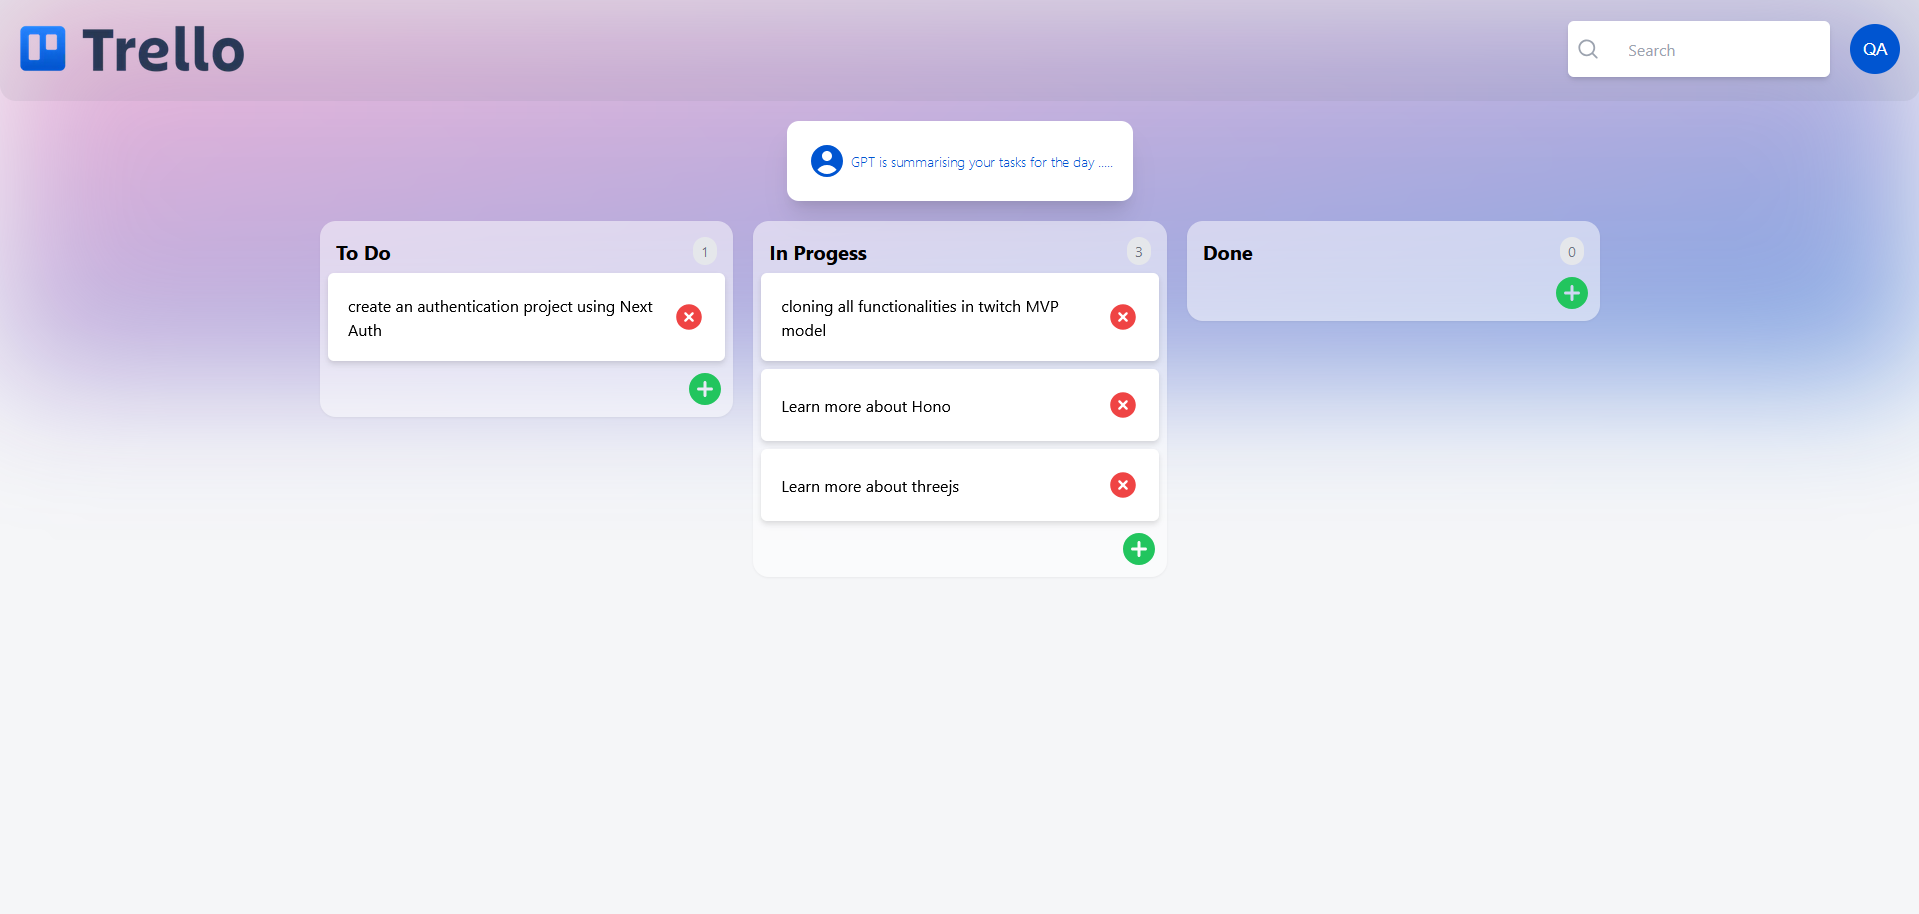 Trello
Search
QA
GPT is summarising your tasks for the day .....
To Do
1
create an authentication project using Next
Auth
In Progess
3
cloning all functionalities in twitch MVP
model
Learn more about Hono
Learn more about threejs
Done
0